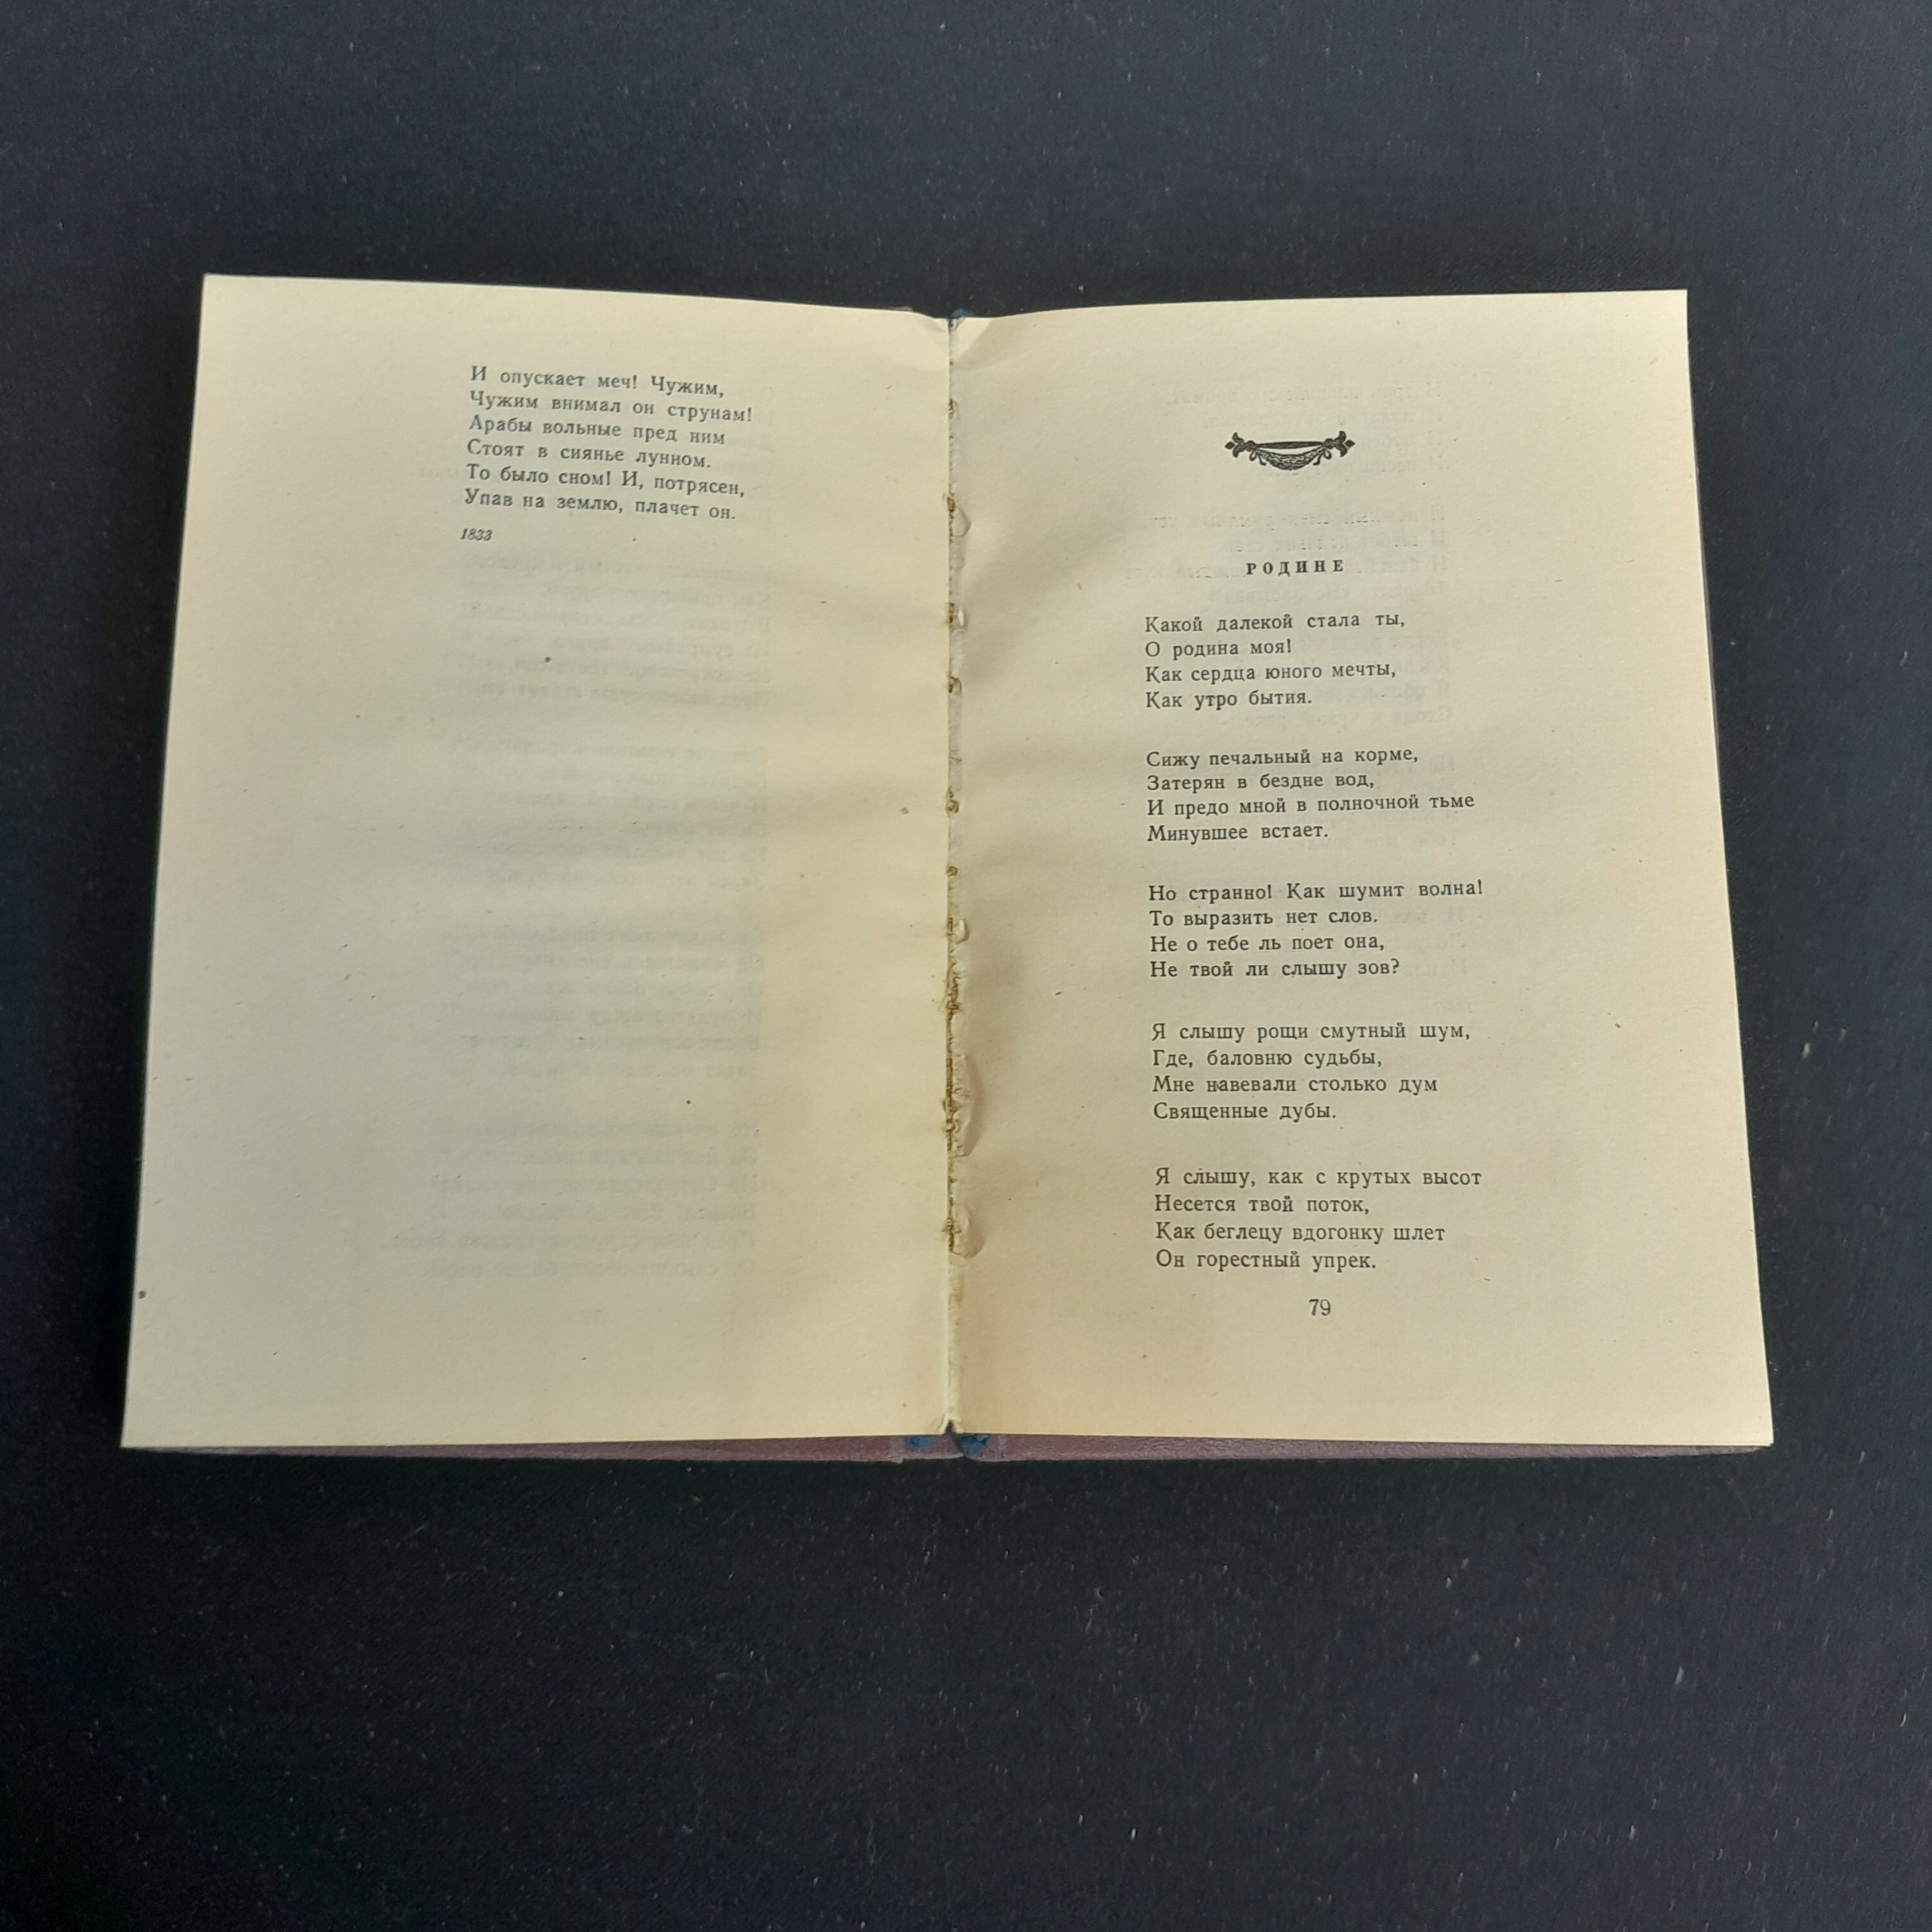 И опускает меч! Чужим,
Чужим внимал он струнам!
Арабы вольные пред ним
Стоят в сиянье лунном.
То было сном! И, потрясен,
Упав на землю, плачет он.
1833
РОДИНЕ
Какой далекой стала ты,
О родина моя!
Как сердца юного мечты,
Как утро бытия.
Сижу печальный на корме,
Затерян в бездне вод,
И предо мной в полночной тьме
Минувшее встает.
Но странно! Как шумит волна!
То выразить нет слов.
Не о тебе ль поет она,
Не твой ли слышу зов?
Я слышу рощи смутный шум,
Где, баловню судьбы,
Мне навевали столько дум
Священные дубы.
Я слышу, как с крутых высот
Несется твой поток,
Как беглецу вдогонку шлет
Он горестный упрек.
79